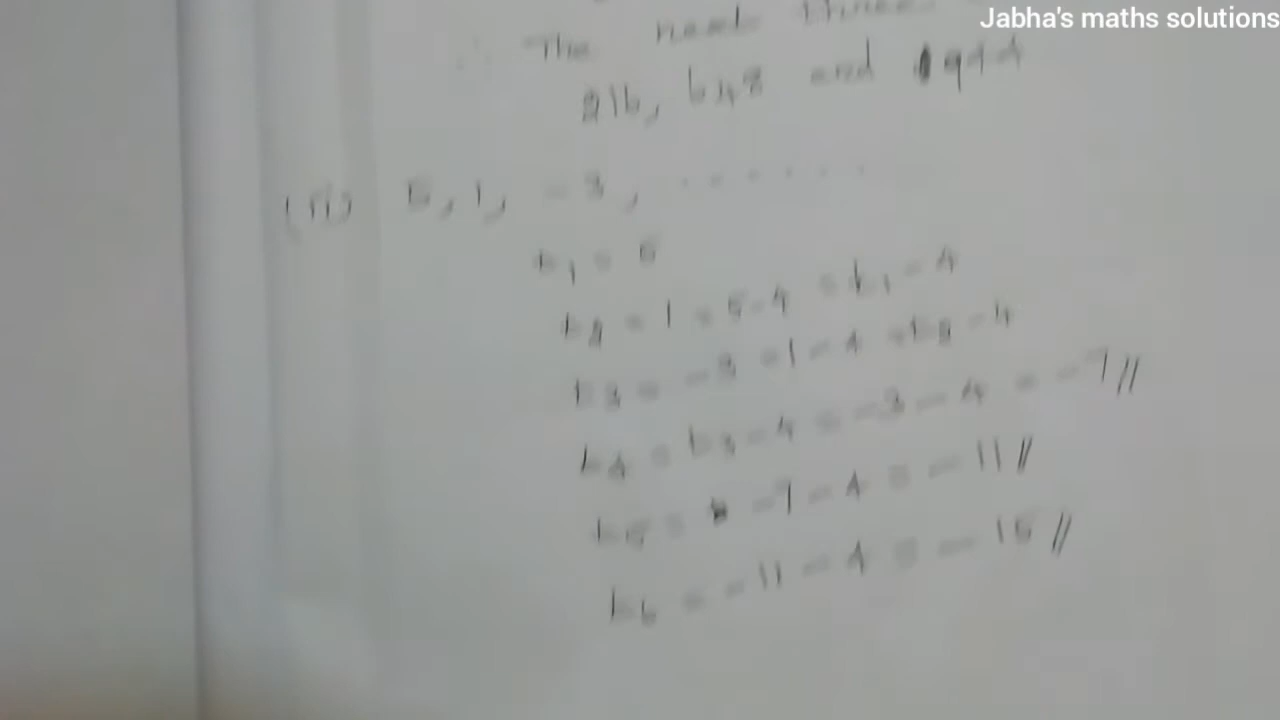 Jabha's maths solutions
The next three
216, 648 and 1944
(ii) 5, 1, -3, .......
t1 = 5
t2 = 1 = 5-4 = t1 - 4
t3 = -3 = 1 - 4 = t2 - 4
t4 = t3 - 4 = -3 - 4 = -7//
t5 = -7 - 4 = -11//
t6 = -11 - 4 = -15//